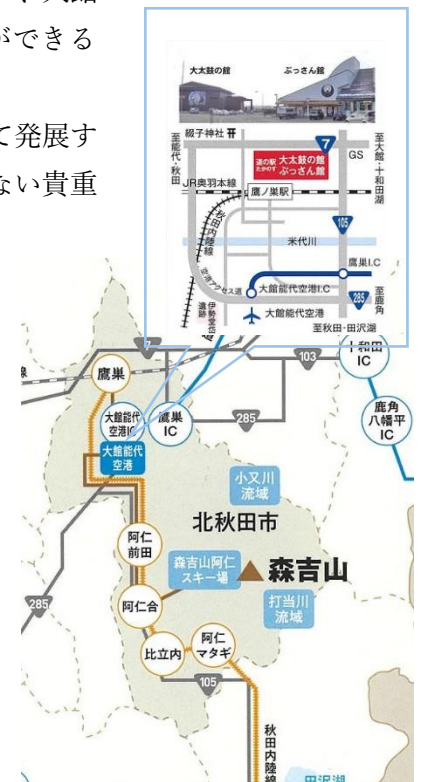 ができる
て発展す
ない貴重
大太鼓の館
ぶっさん館
綴子神社
至能代・秋田
7
GS
至大館・十和田湖
道の駅
たかのす
大太鼓の館
ぶっさん館
JR奥羽本線
鷹ノ巣駅
秋田内陸線
105
米代川
鷹巣I.C
空港アクセス道
大館能代空港I.C
285
至鹿角
伊勢堂岱遺跡
大館能代空港
至秋田・田沢湖
7
103
十和田
IC
鷹巣
大館能代
空港IC
鷹巣
IC
285
鹿角
八幡平
IC
大館能代
空港
小又川
流域
北秋田市
阿仁
前田
森吉山阿仁
スキー場
森吉山
285
阿仁合
打当川
流域
比立内
阿仁
マタギ
105
秋田内陸線
田沢湖